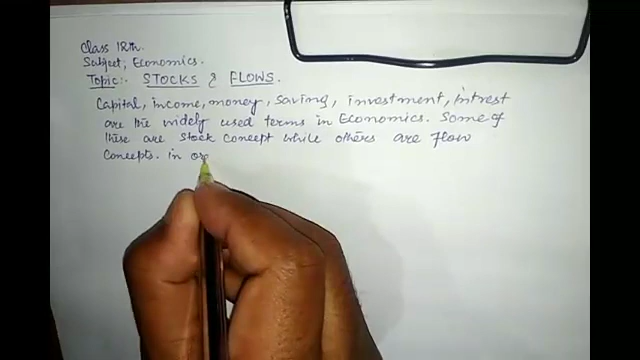 Class 12th.
Subject, Economics.
Topic:- STOCKS & FLOWS.
Capital, income, money, saving, investment, intrest
are the widely used terms in Economics. Some of
these are stock concept while others are flow
concepts. in or